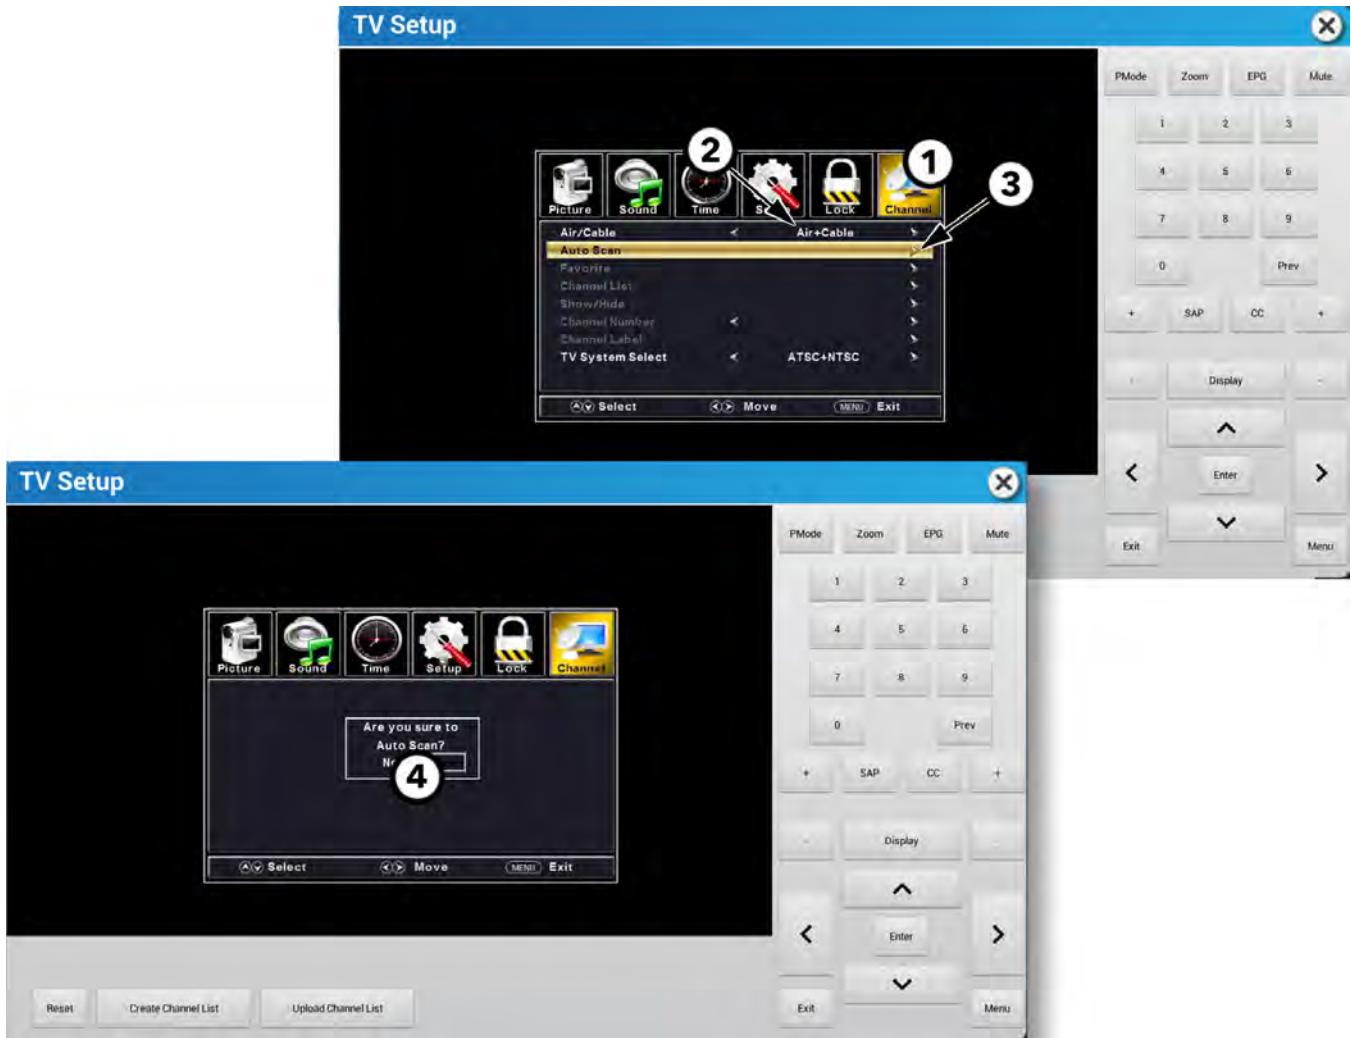 TV Setup
PMode Zoom EPG Mute
1 2 3
4 5 6
7 8 9
0 Prev
+ SAP CC +
- Display -
Enter
Exit Menu
2 1 3
Picture Sound Time Lock Channel
Air/Cable Air+Cable
Auto Scan
Favorite
Channel List
Show/Hide
Channel Number
Channel Label
TV System Select ATSC+NTSC
Select Move MENU Exit
TV Setup
PMode Zoom EPG Mute
1 2 3
4 5 6
7 8 9
0 Prev
+ SAP CC +
- Display -
Enter
Exit Menu
Picture Sound Time Setup Lock Channel
Are you sure to
Auto Scan?
4
Select Move MENU Exit
Reset Create Channel List Upload Channel List